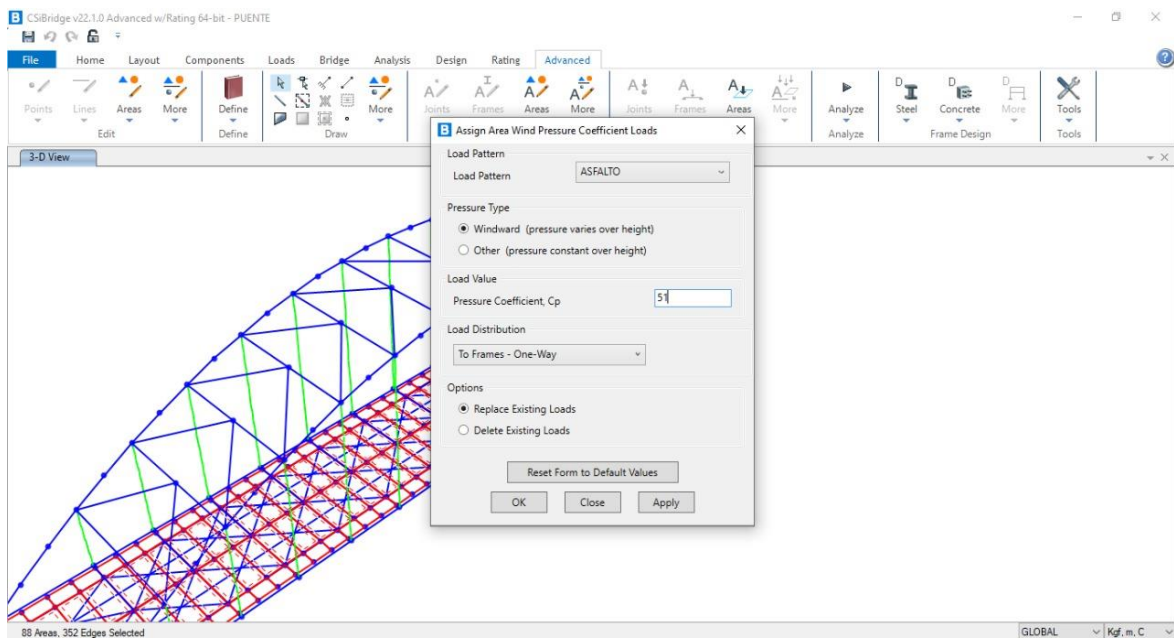 B CSiBridge v22.1.0 Advanced w/Rating 64-bit - PUENTE
File Home Layout Components Loads Bridge Analysis Design Rating Advanced
Points Lines Areas More Define More Joints Frames Areas More Joints Frames Areas More Analyze Steel Concrete More Tools
Edit Define Draw Analyze Frame Design Tools
3-D View
B Assign Area Wind Pressure Coefficient Loads
Load Pattern
Load Pattern ASFALTO
Pressure Type
Windward (pressure varies over height)
Other (pressure constant over height)
Load Value
Pressure Coefficient, Cp 51
Load Distribution
To Frames - One-Way
Options
Replace Existing Loads
Delete Existing Loads
Reset Form to Default Values
OK Close Apply
88 Areas, 352 Edges Selected GLOBAL Kgf, m, C